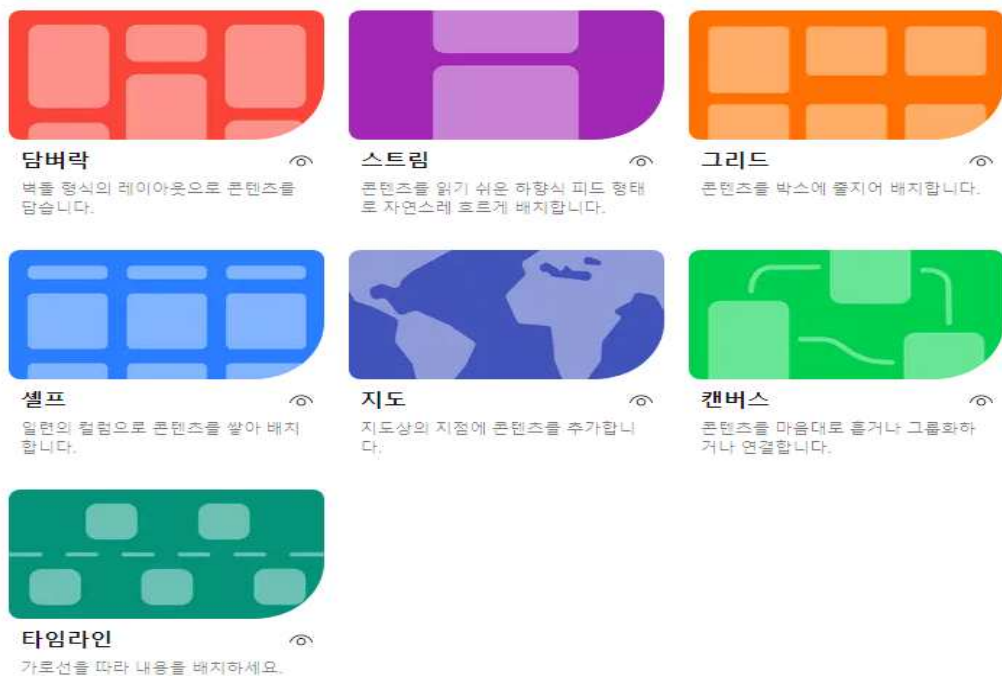 담벼락
벽돌 형식의 레이아웃으로 콘텐츠를
담습니다.
스트림
콘텐츠를 읽기 쉬운 하향식 피드 형태
로 자연스레 흐르게 배치합니다.
그리드
콘텐츠를 박스에 줄지어 배치합니다.
셸프
일련의 컬럼으로 콘텐츠를 쌓아 배치
합니다.
지도
지도상의 지점에 콘텐츠를 추가합니
다.
캔버스
콘텐츠를 마음대로 흩거나 그룹화하
거나 연결합니다.
타임라인
가로선을 따라 내용을 배치하세요.